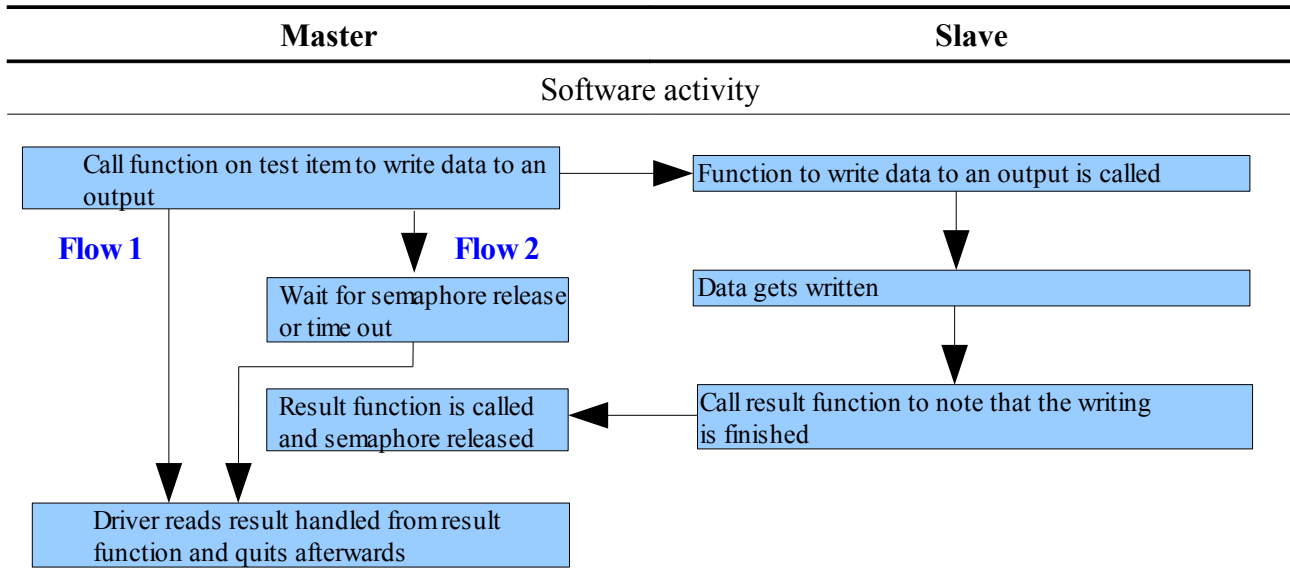 Master
Slave
Software activity
Call function on test item to write data to an
output
Function to write data to an output is called
Flow 1
Flow 2
Wait for semaphore release
or time out
Data gets written
Result function is called
and semaphore released
Call result function to note that the writing
is finished
Driver reads result handled from result
function and quits afterwards